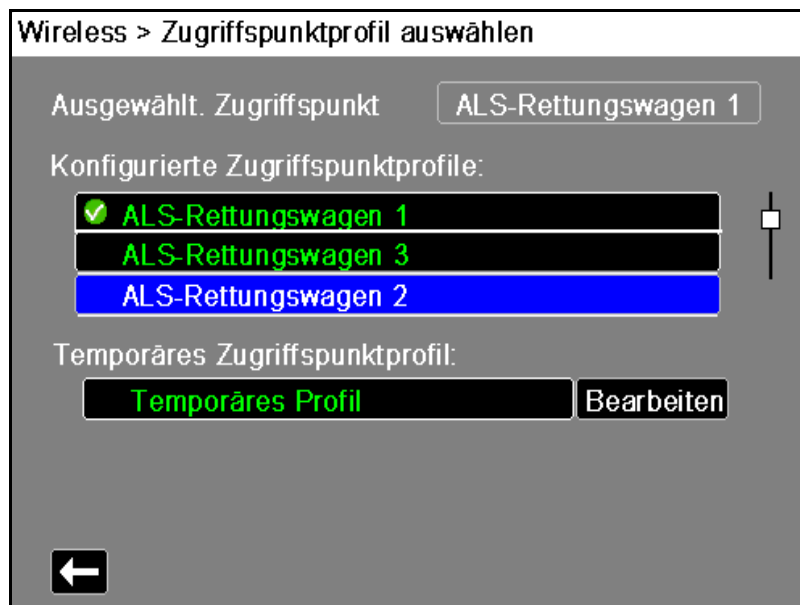 Wireless > Zugriffspunktprofil auswählen
Ausgewählt. Zugriffspunkt ALS-Rettungswagen 1
Konfigurierte Zugriffspunktprofile:
ALS-Rettungswagen 1
ALS-Rettungswagen 3
ALS-Rettungswagen 2
Temporäres Zugriffspunktprofil:
Temporäres Profil Bearbeiten